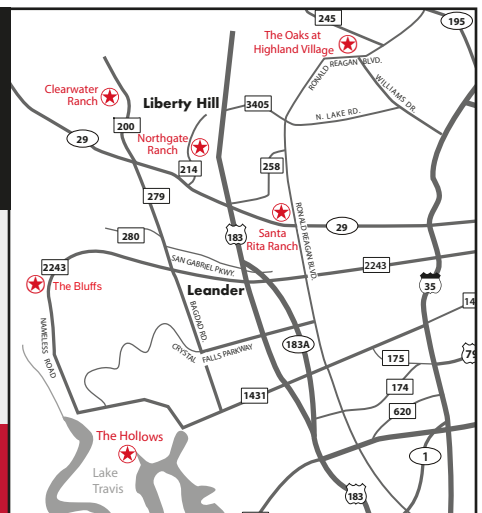 245
195
The Oaks at
Highland Village
RONALD REAGAN BLVD.
WILLIAMS DR.
Clearwater
Ranch
Liberty Hill
3405
N. LAKE RD.
200
29
Northgate
Ranch
214
258
279
Santa
Rita Ranch
RONALD REAGAN BLVD.
29
280
183
SAN GABRIEL PKWY.
2243
2243
The Bluffs
Leander
35
NAMELESS ROAD
BAGDAD RD.
CRYSTAL FALLS PARKWAY
183A
175
174
1431
620
The Hollows
Lake
Travis
1
183